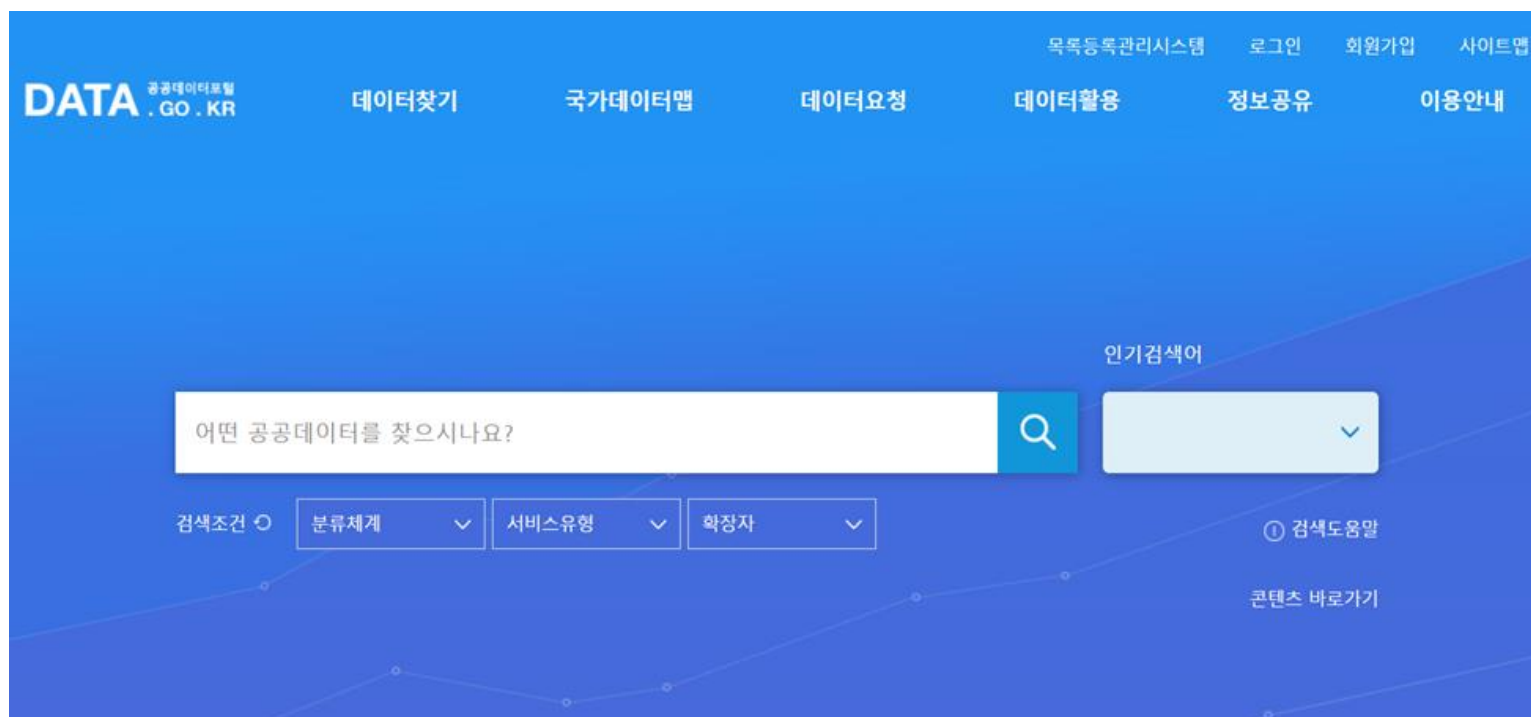 목록등록관리시스템 로그인 회원가입 사이트맵
DATA 공공데이터포털 .GO.KR
데이터찾기 국가데이터맵 데이터요청 데이터활용 정보공유 이용안내
인기검색어
어떤 공공데이터를 찾으시나요?
검색조건 분류체계 서비스유형 확장자
검색도움말
콘텐츠 바로가기